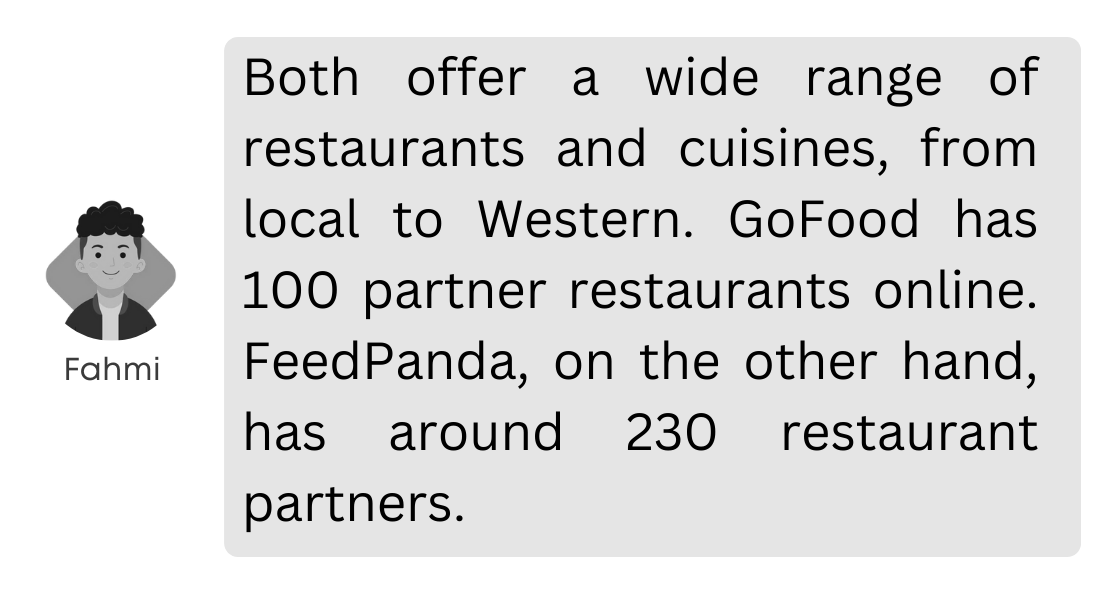 Both offer a wide range of
restaurants and cuisines, from
local to Western. GoFood has
100 partner restaurants online.
FeedPanda, on the other hand,
has around 230 restaurant
partners.
Fahmi